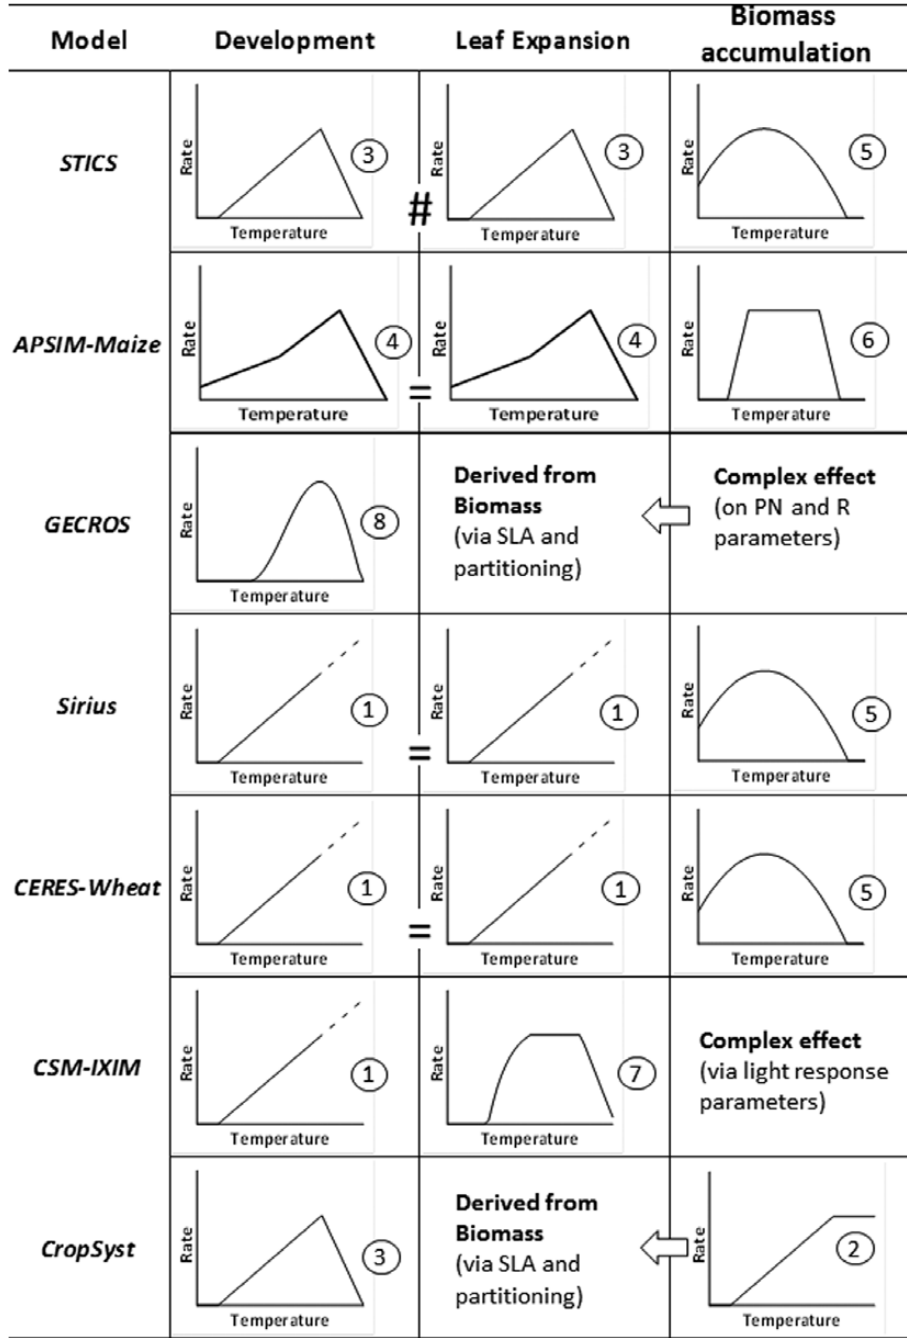 Model Development Leaf Expansion Biomass
accumulation
STICS
Rate
Temperature
3
#
Rate
Temperature
3
Rate
Temperature
5
APSIM-Maize
Rate
Temperature
4
=
Rate
Temperature
4
Rate
Temperature
6
GECROS
Rate
Temperature
8
Derived from
Biomass
(via SLA and
partitioning)
Complex effect
(on PN and R
parameters)
Sirius
Rate
Temperature
1
=
Rate
Temperature
1
Rate
Temperature
5
CERES-Wheat
Rate
Temperature
1
=
Rate
Temperature
1
Rate
Temperature
5
CSM-IXIM
Rate
Temperature
1
Rate
Temperature
7
Complex effect
(via light response
parameters)
CropSyst
Rate
Temperature
3
Derived from
Biomass
(via SLA and
partitioning)
Rate
Temperature
2